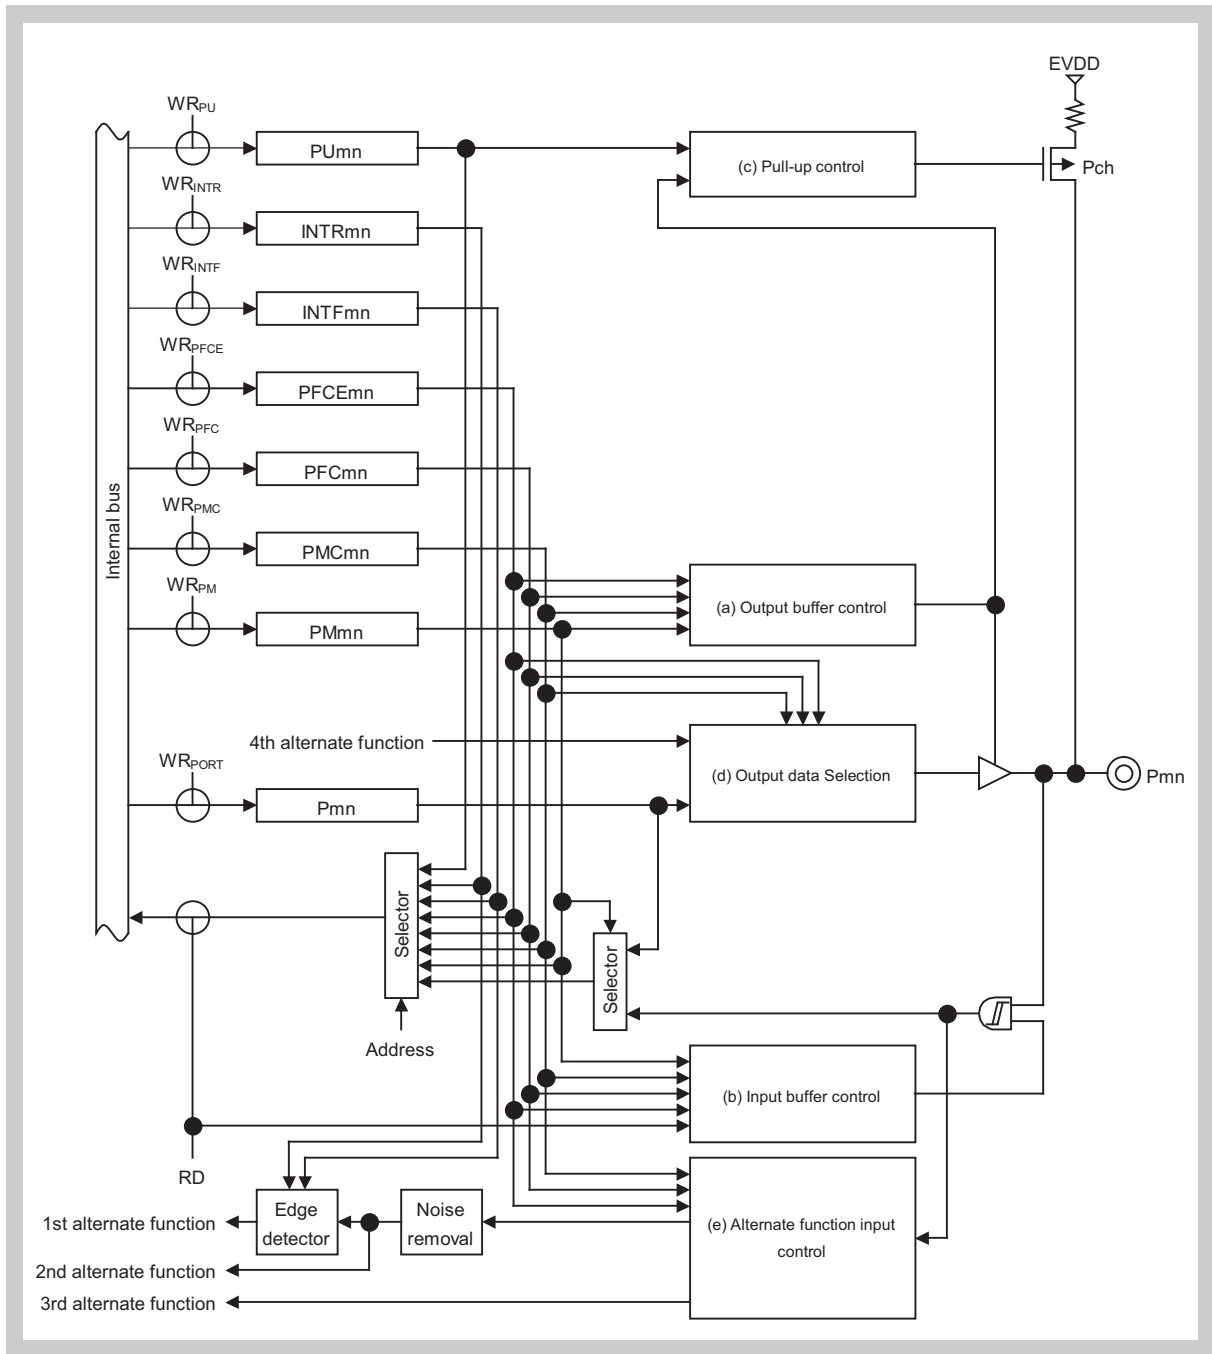 EVDD
WRPU
PUmn
(c) Pull-up control
Pch
WRINTR
INTRmn
WRINTF
INTFmn
WRPFCE
PFCEmn
WRPFC
PFCmn
Internal bus
WRPMC
PMCmn
WRPM
PMmn
(a) Output buffer control
4th alternate function
WRPORT
Pmn
(d) Output data Selection
Pmn
Selector
Selector
Address
(b) Input buffer control
RD
1st alternate function
Edge
detector
Noise
removal
(e) Alternate function input
control
2nd alternate function
3rd alternate function